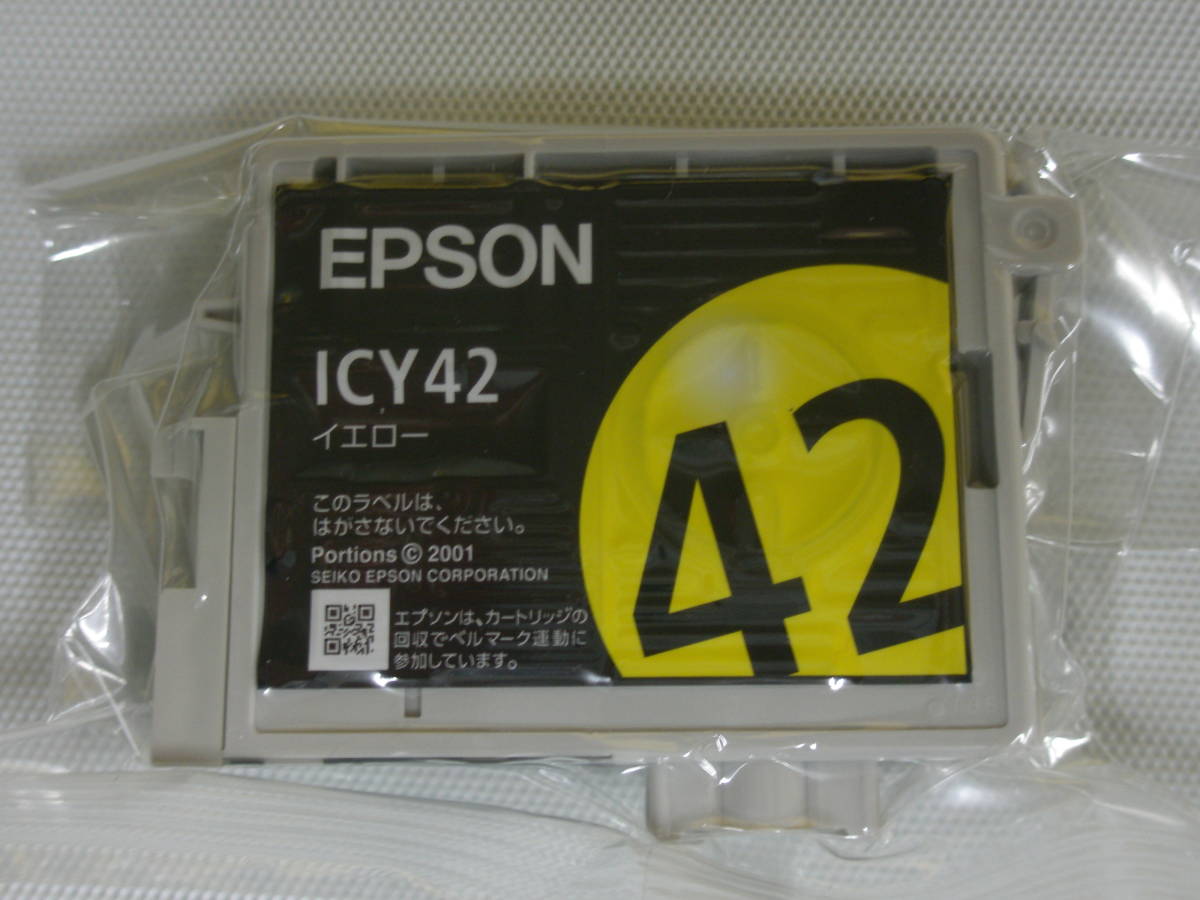 EPSON
ICY42
イエロー
42
このラベルは、
はがさないでください。
Portions © 2001
SEIKO EPSON CORPORATION
エプソンは、カートリッジの
回収でベルマーク運動に
参加しています。